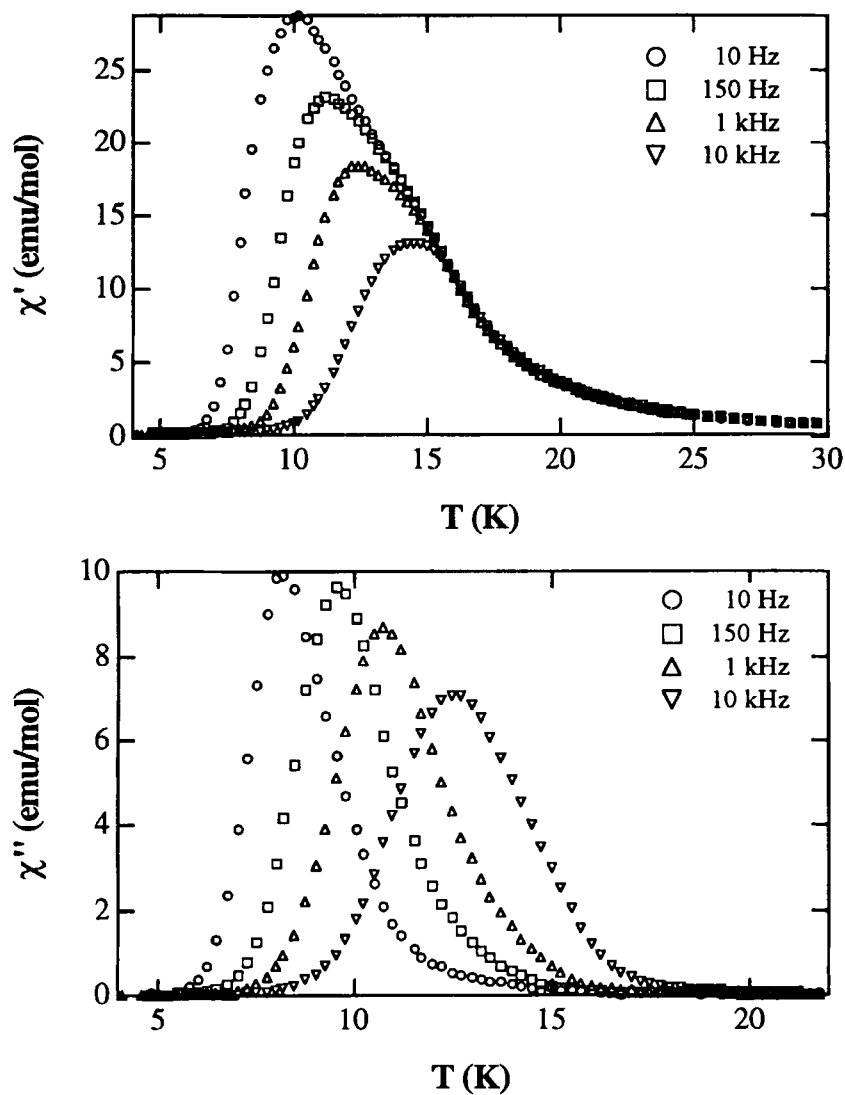 25
20
15
10
5
0
χ' (emu/mol)
○ 10 Hz
□ 150 Hz
△ 1 kHz
▽ 10 kHz
5 10 15 20 25 30
T (K)
10
8
6
4
2
0
χ'' (emu/mol)
○ 10 Hz
□ 150 Hz
△ 1 kHz
▽ 10 kHz
5 10 15 20
T (K)